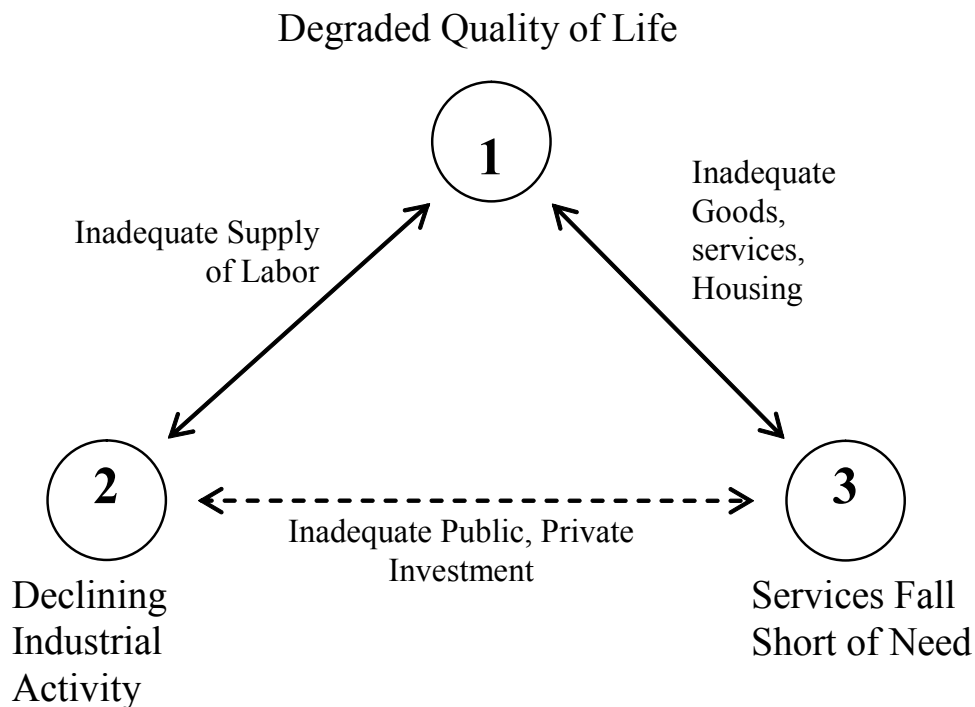 Degraded Quality of Life
1
Inadequate
Goods,
services,
Housing
Inadequate Supply
of Labor
2
3
Inadequate Public, Private
Investment
Declining
Industrial
Activity
Services Fall
Short of Need